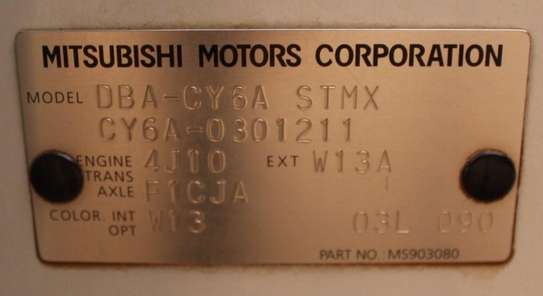 MITSUBISHI MOTORS CORPORATION
MODEL DBA-CY6A STMX
CY6A-0301211
ENGINE 4J10 EXT W13A
TRANS
AXLE F1CJA
COLOR. INT W13 03L 090
OPT
PART NO.: MS903080